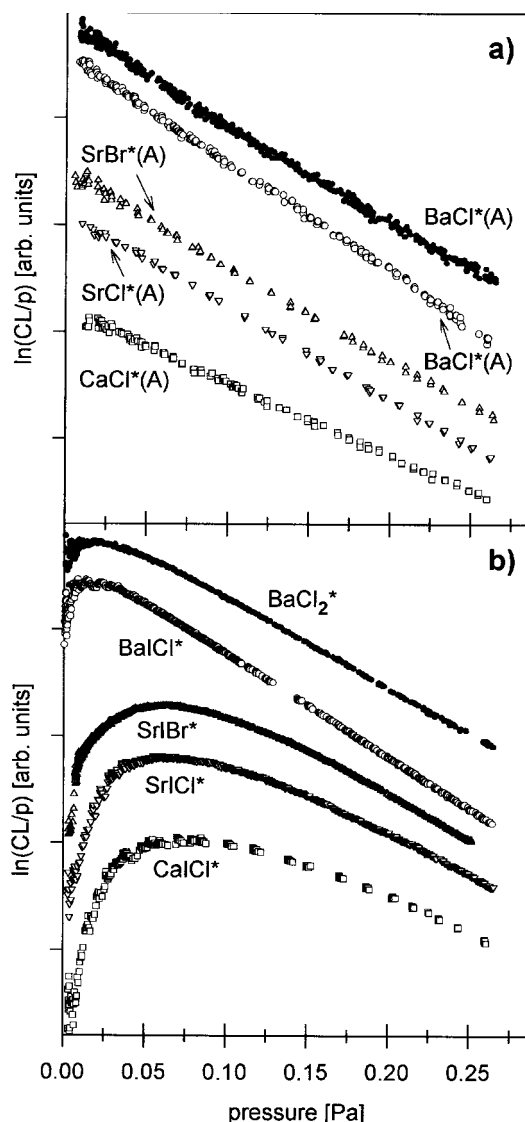 a)
ln(CL/p) [arb. units]
SrBr*(A)
SrCl*(A)
CaCl*(A)
BaCl*(A)
BaCl*(A)
b)
ln(CL/p) [arb. units]
BaCl₂*
BaICl*
SrIBr*
SrICl*
CaICl*
0.00 0.05 0.10 0.15 0.20 0.25
pressure [Pa]